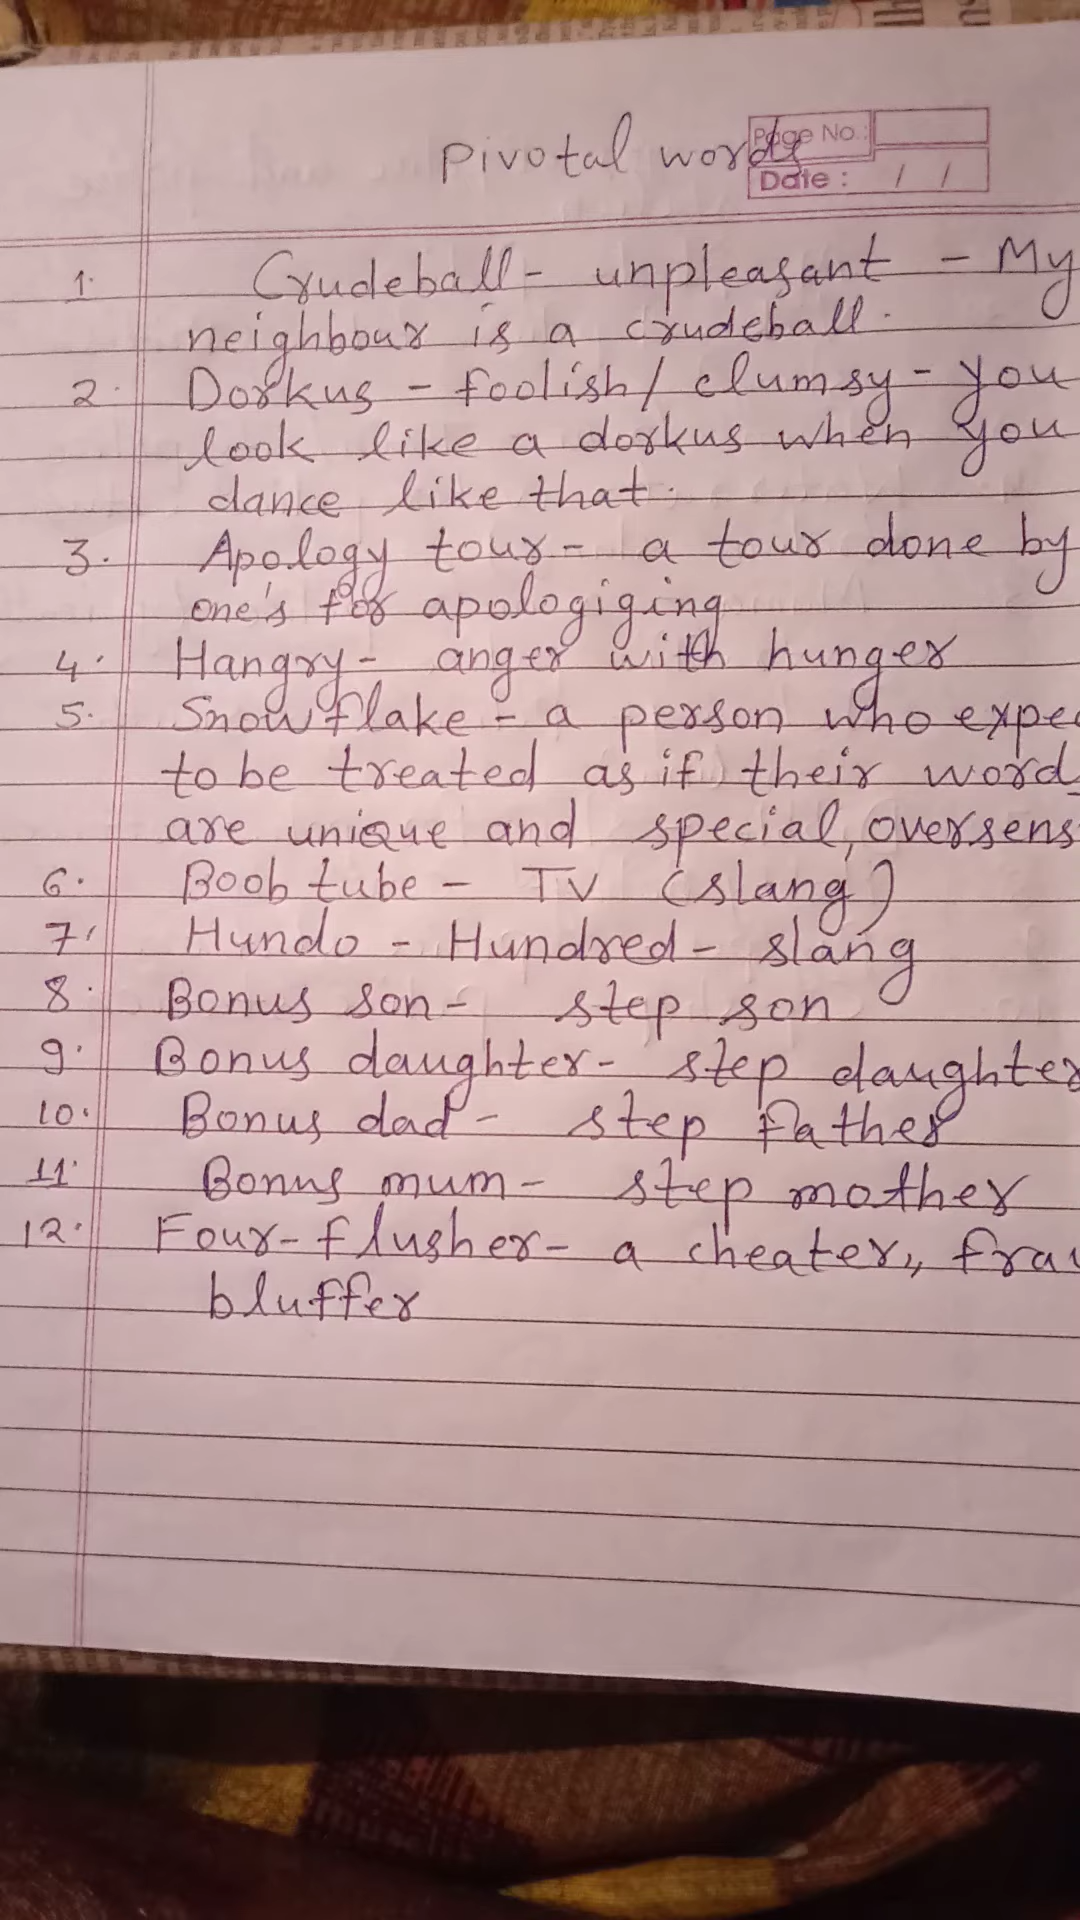 Pivotal words
Page No.:
Date : / /
1. Crudeball - unpleasant - My
neighbour is a crudeball.
2. Dorkus - foolish/ clumsy - you
look like a dorkus when you
dance like that.
3. Apology tour - a tour done by
one's for apologiging
4. Hangry - anger with hunger
5. Snowflake - a person who expec
to be treated as if their word
are unique and special, oversens
6. Boob tube - TV (slang)
7. Hundo - Hundred - slang
8. Bonus son - step son
9. Bonus daughter - step daughter
10. Bonus dad - step father
11. Bonus mum - step mother
12. Four-flusher - a cheater,, frau
bluffer